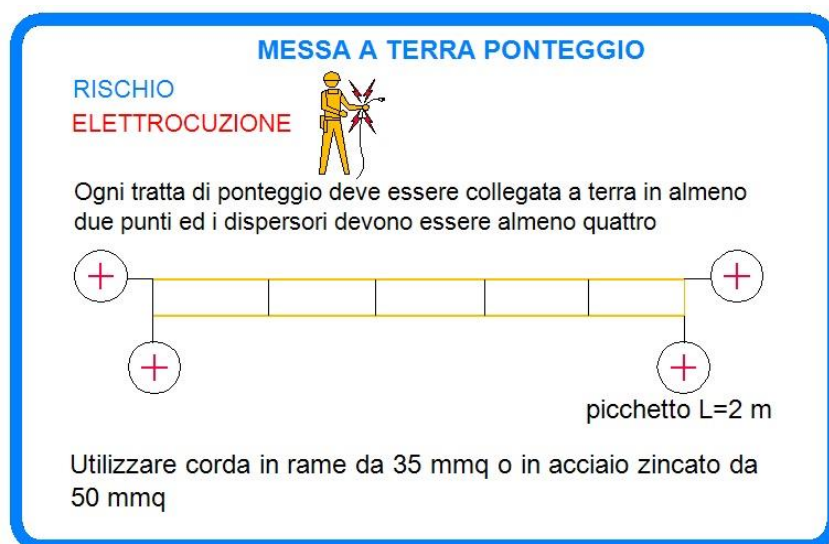 MESSA A TERRA PONTEGGIO
RISCHIO
ELETTROCUZIONE
Ogni tratta di ponteggio deve essere collegata a terra in almeno
due punti ed i dispersori devono essere almeno quattro
picchetto L=2 m
Utilizzare corda in rame da 35 mmq o in acciaio zincato da
50 mmq